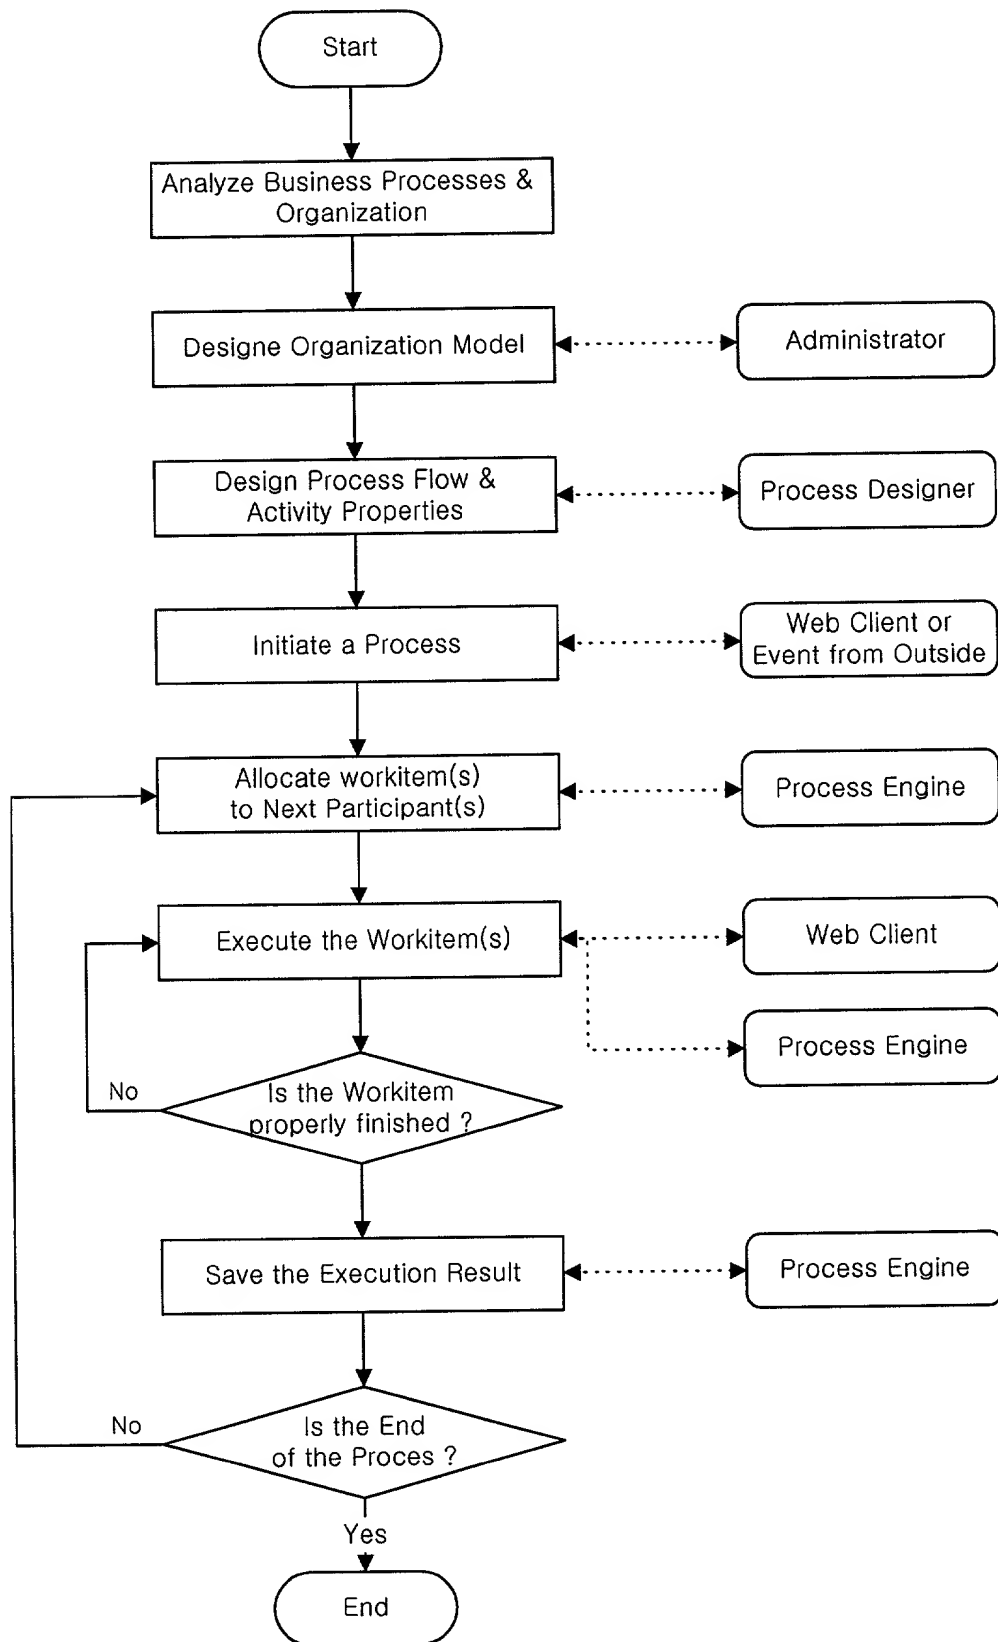 Start
Analyze Business Processes &
Organization
Designe Organization Model
Administrator
Design Process Flow &
Activity Properties
Process Designer
Initiate a Process
Web Client or
Event from Outside
Allocate workitem(s)
to Next Participant(s)
Process Engine
Execute the Workitem(s)
Web Client
Process Engine
No
Is the Workitem
properly finished ?
Save the Execution Result
Process Engine
No
Is the End
of the Proces ?
Yes
End